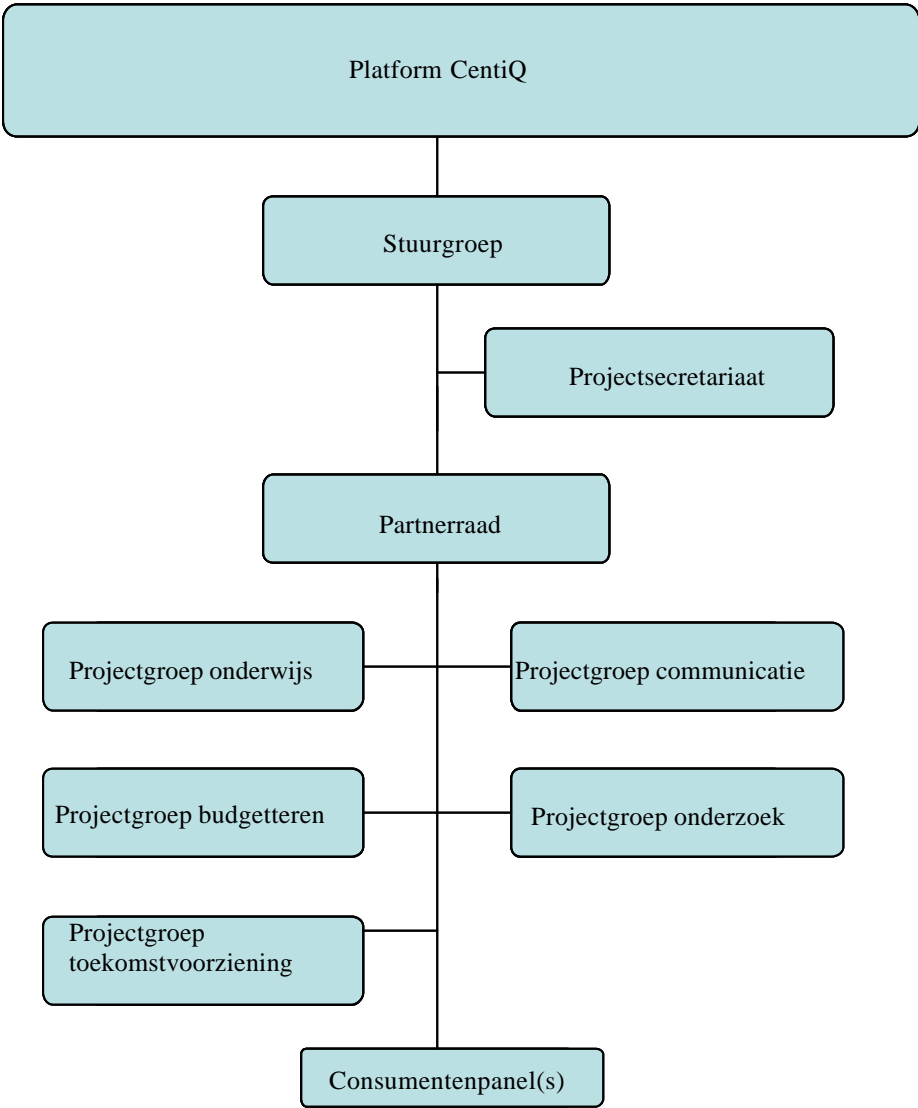 Platform CentiQ
Stuurgroep
Projectsecretariaat
Partnerraad
Projectgroep onderwijs
Projectgroep communicatie
Projectgroep budgetteren
Projectgroep onderzoek
Projectgroep
toekomstvoorziening
Consumentenpanel(s)